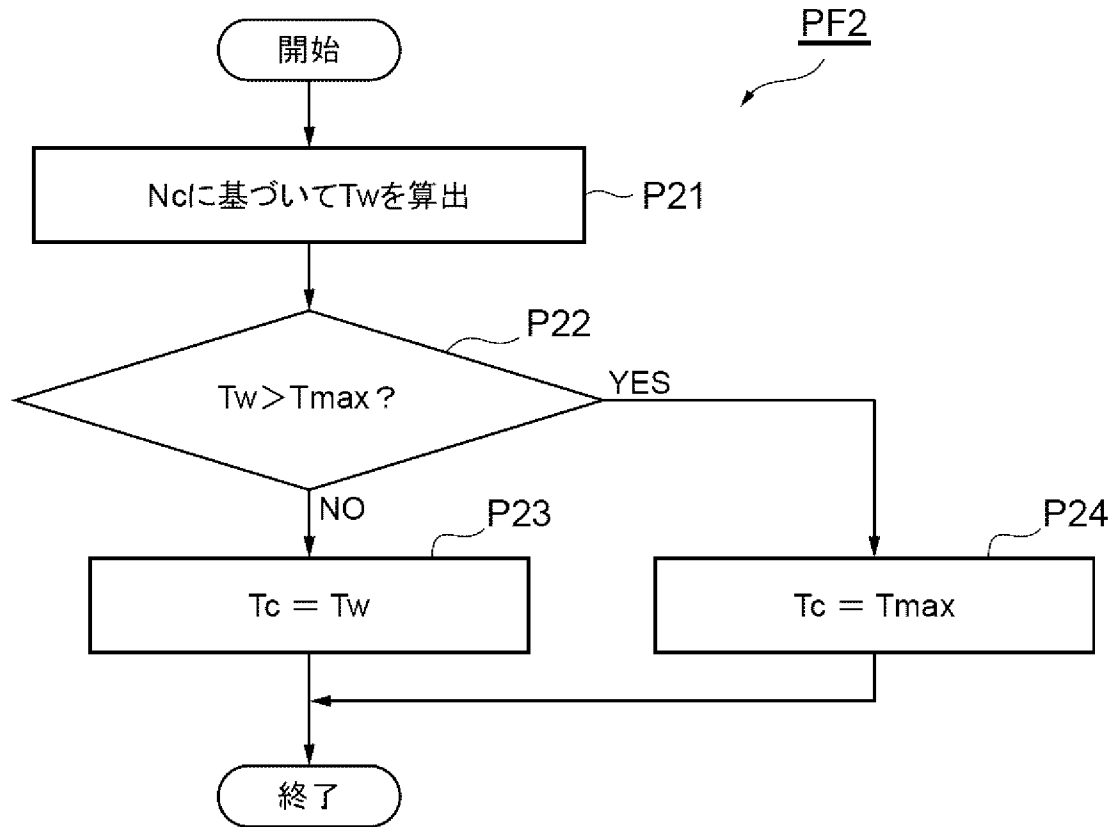 PF2
開始
Ncに基づいてTwを算出
P21
P22
Tw＞Tmax？
YES
NO
P23
P24
Tc ＝ Tw
Tc ＝ Tmax
終了